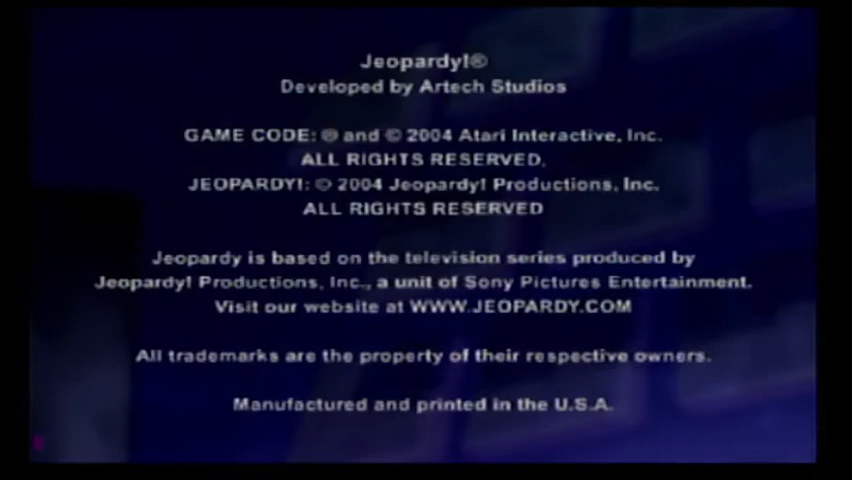 Jeopardy!®
Developed by Artech Studios
GAME CODE: ® and © 2004 Atari Interactive, Inc.
ALL RIGHTS RESERVED.
JEOPARDY!: © 2004 Jeopardy! Productions, Inc.
ALL RIGHTS RESERVED
Jeopardy is based on the television series produced by
Jeopardy! Productions, Inc., a unit of Sony Pictures Entertainment.
Visit our website at WWW.JEOPARDY.COM
All trademarks are the property of their respective owners.
Manufactured and printed in the U.S.A.